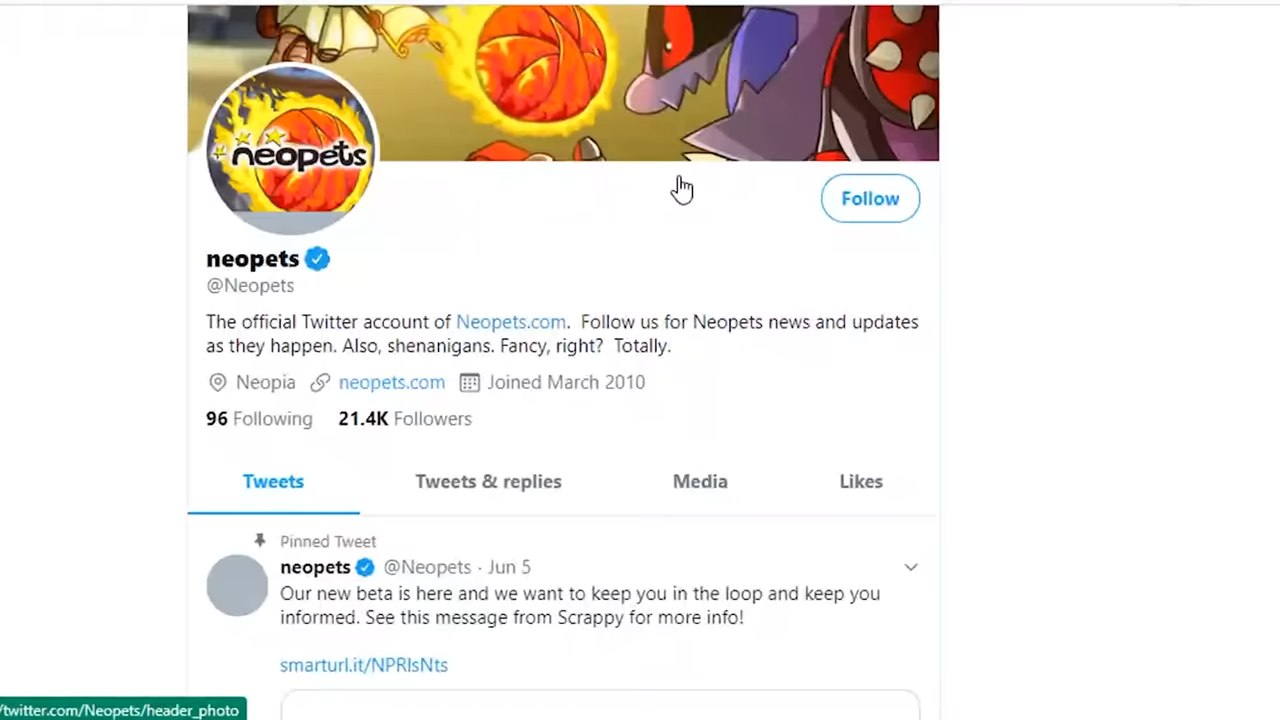 neopets
Follow
neopets
@Neopets
The official Twitter account of Neopets.com. Follow us for Neopets news and updates
as they happen. Also, shenanigans. Fancy, right? Totally.
Neopia neopets.com Joined March 2010
96 Following 21.4K Followers
Tweets Tweets & replies Media Likes
Pinned Tweet
neopets @Neopets · Jun 5
Our new beta is here and we want to keep you in the loop and keep you
informed. See this message from Scrappy for more info!
smarturl.it/NPRIsNts
/twitter.com/Neopets/header_photo